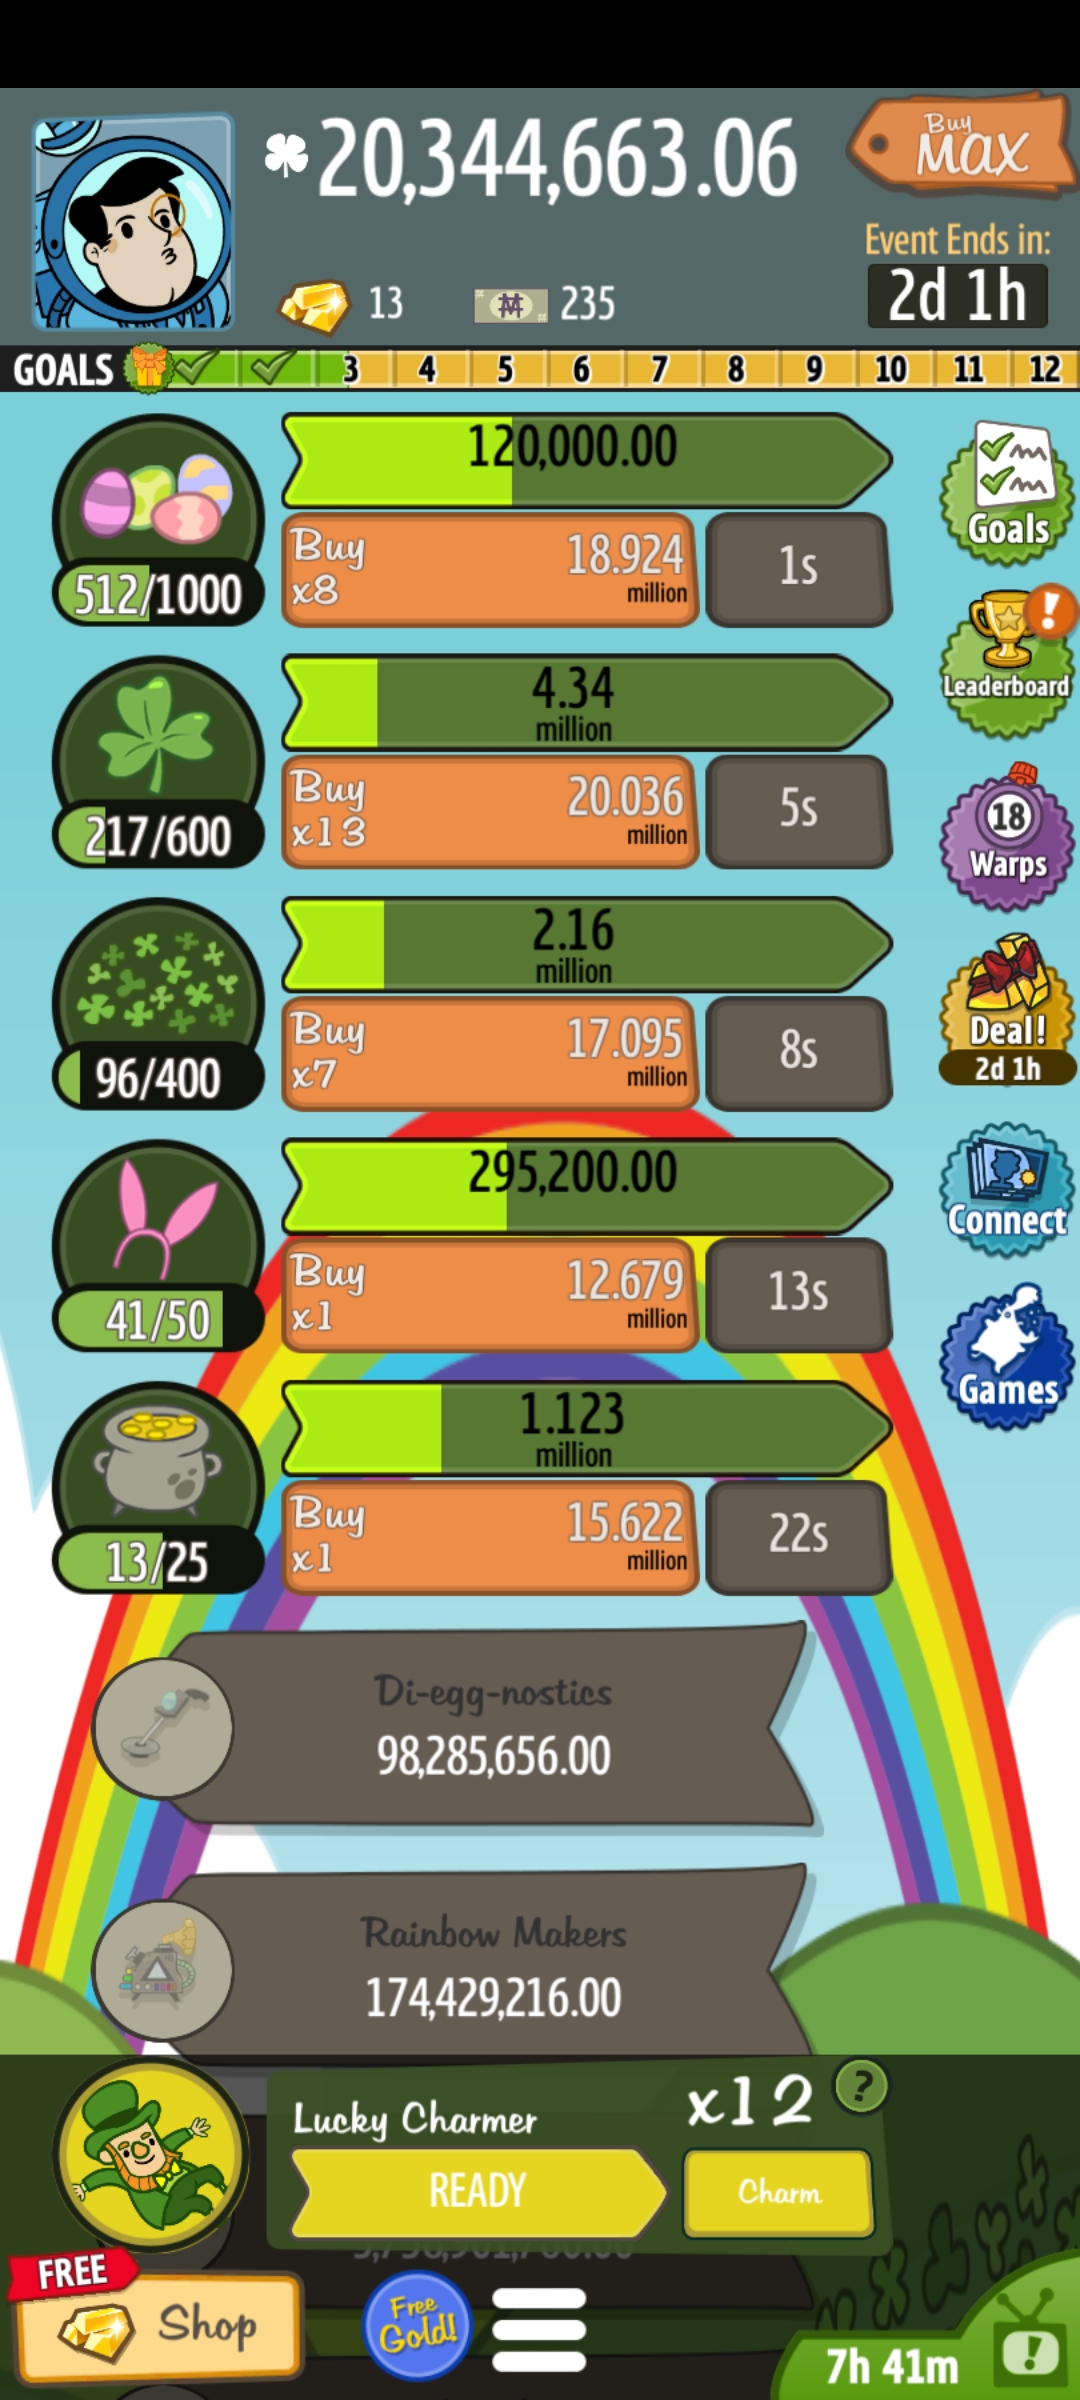 20,344,663.06
Buy
MAX
13
235
Event Ends in:
2d 1h
GOALS 3 4 5 6 7 8 9 10 11 12
120,000.00
512/1000
Buy
x8
18.924
million
1s
Goals
4.34
million
217/600
Buy
x13
20.036
million
5s
!
Leaderboard
18
Warps
2.16
million
96/400
Buy
x7
17.095
million
8s
Deal!
2d 1h
295,200.00
41/50
Buy
x1
12.679
million
13s
Connect
1.123
million
13/25
Buy
x1
15.622
million
22s
Games
Di-egg-nostics
98,285,656.00
Rainbow Makers
174,429,216.00
Lucky Charmer
x12
?
READY
Charm
FREE
Shop
Free
Gold!
7h 41m
!